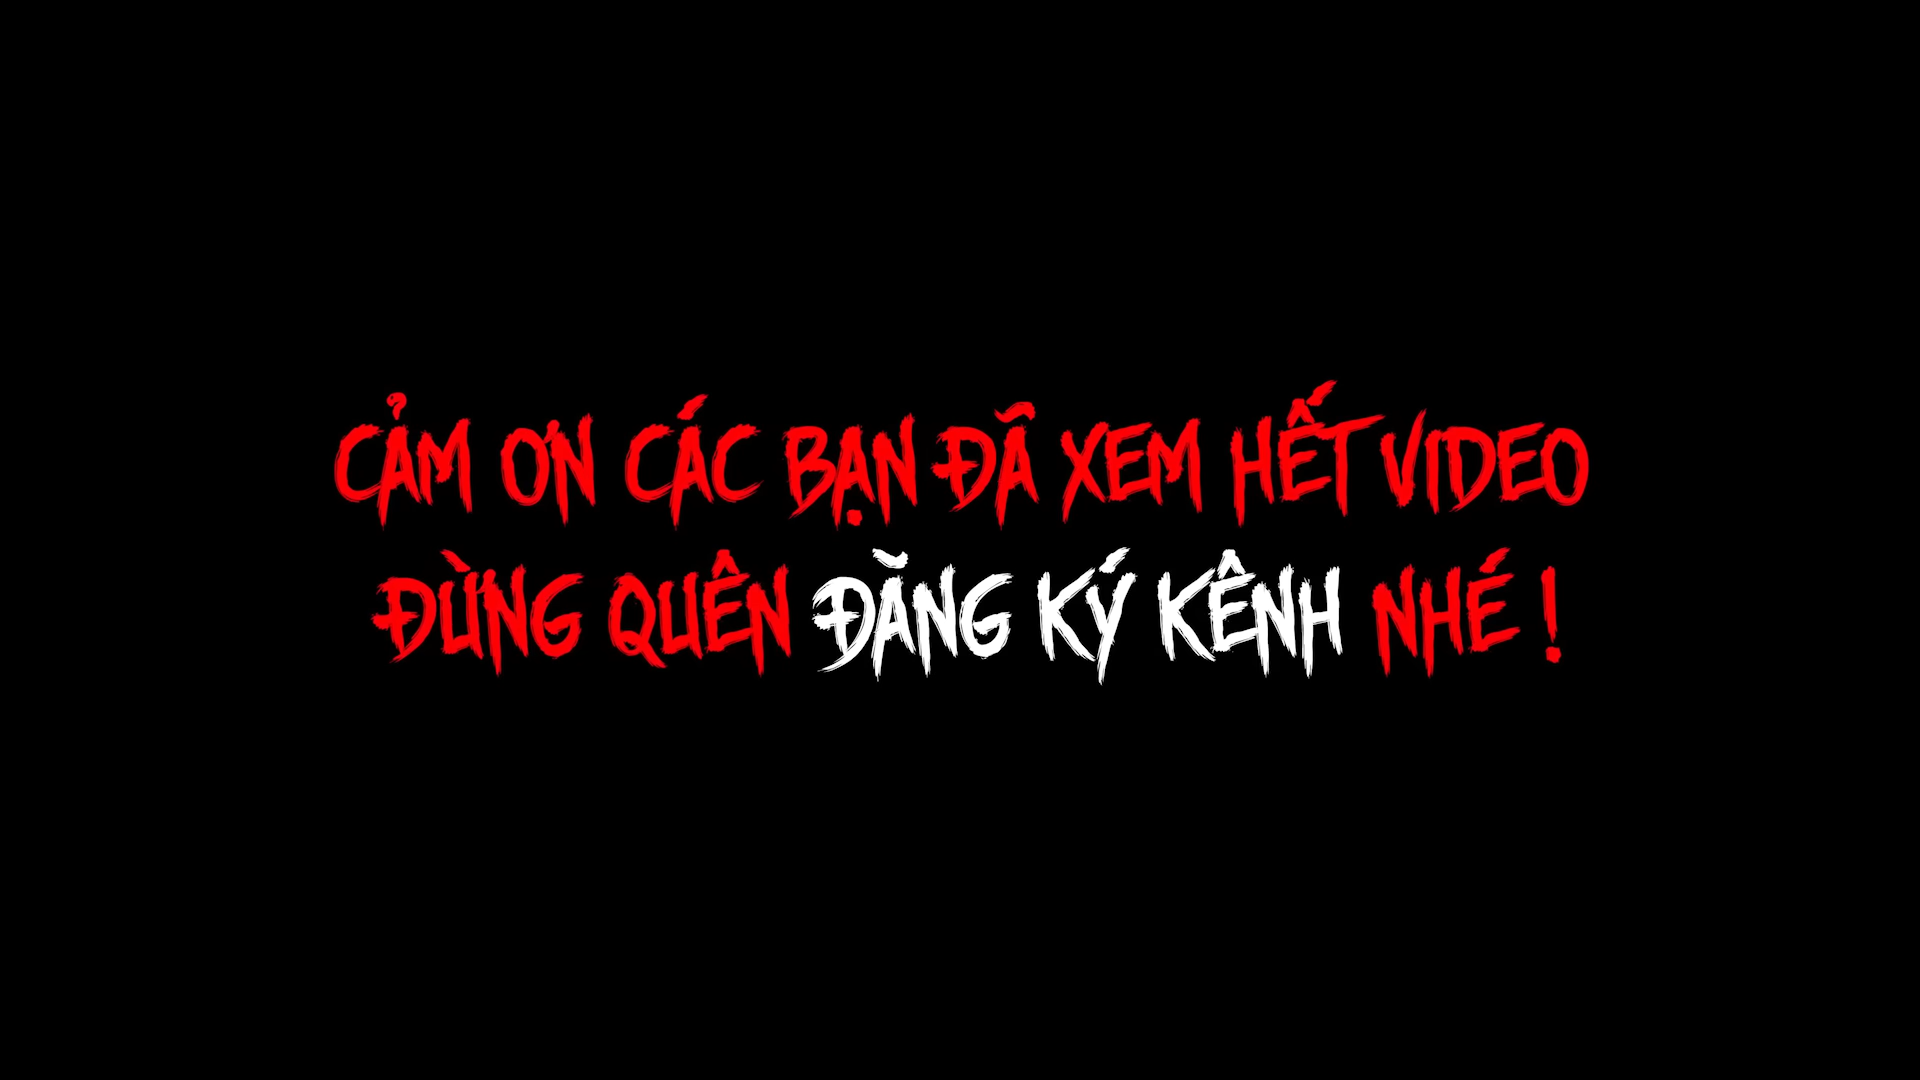 CẢM ƠN CÁC BẠN ĐÃ XEM HẾT VIDEO
ĐỪNG QUÊN ĐĂNG KÝ KÊNH NHÉ !